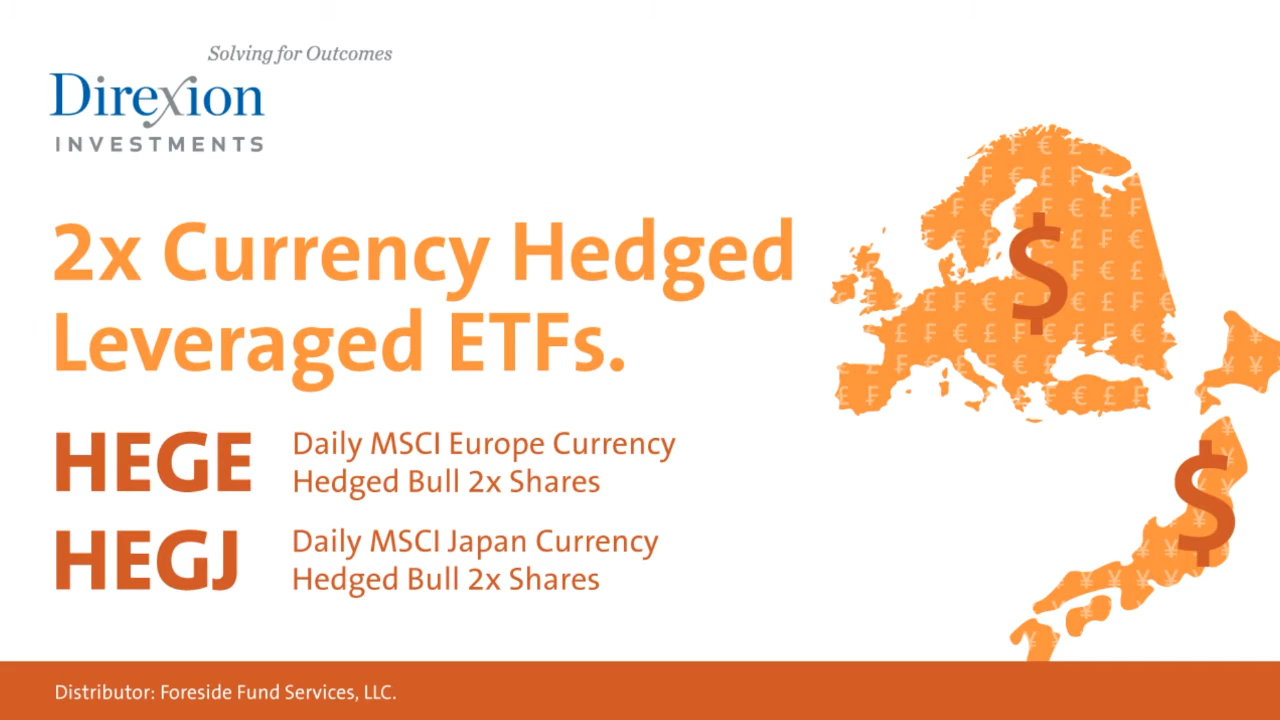 Solving for Outcomes
Direxion
INVESTMENTS
2x Currency Hedged
Leveraged ETFs.
HEGE
Daily MSCI Europe Currency
Hedged Bull 2x Shares
HEGJ
Daily MSCI Japan Currency
Hedged Bull 2x Shares
$
$
Distributor: Foreside Fund Services, LLC.